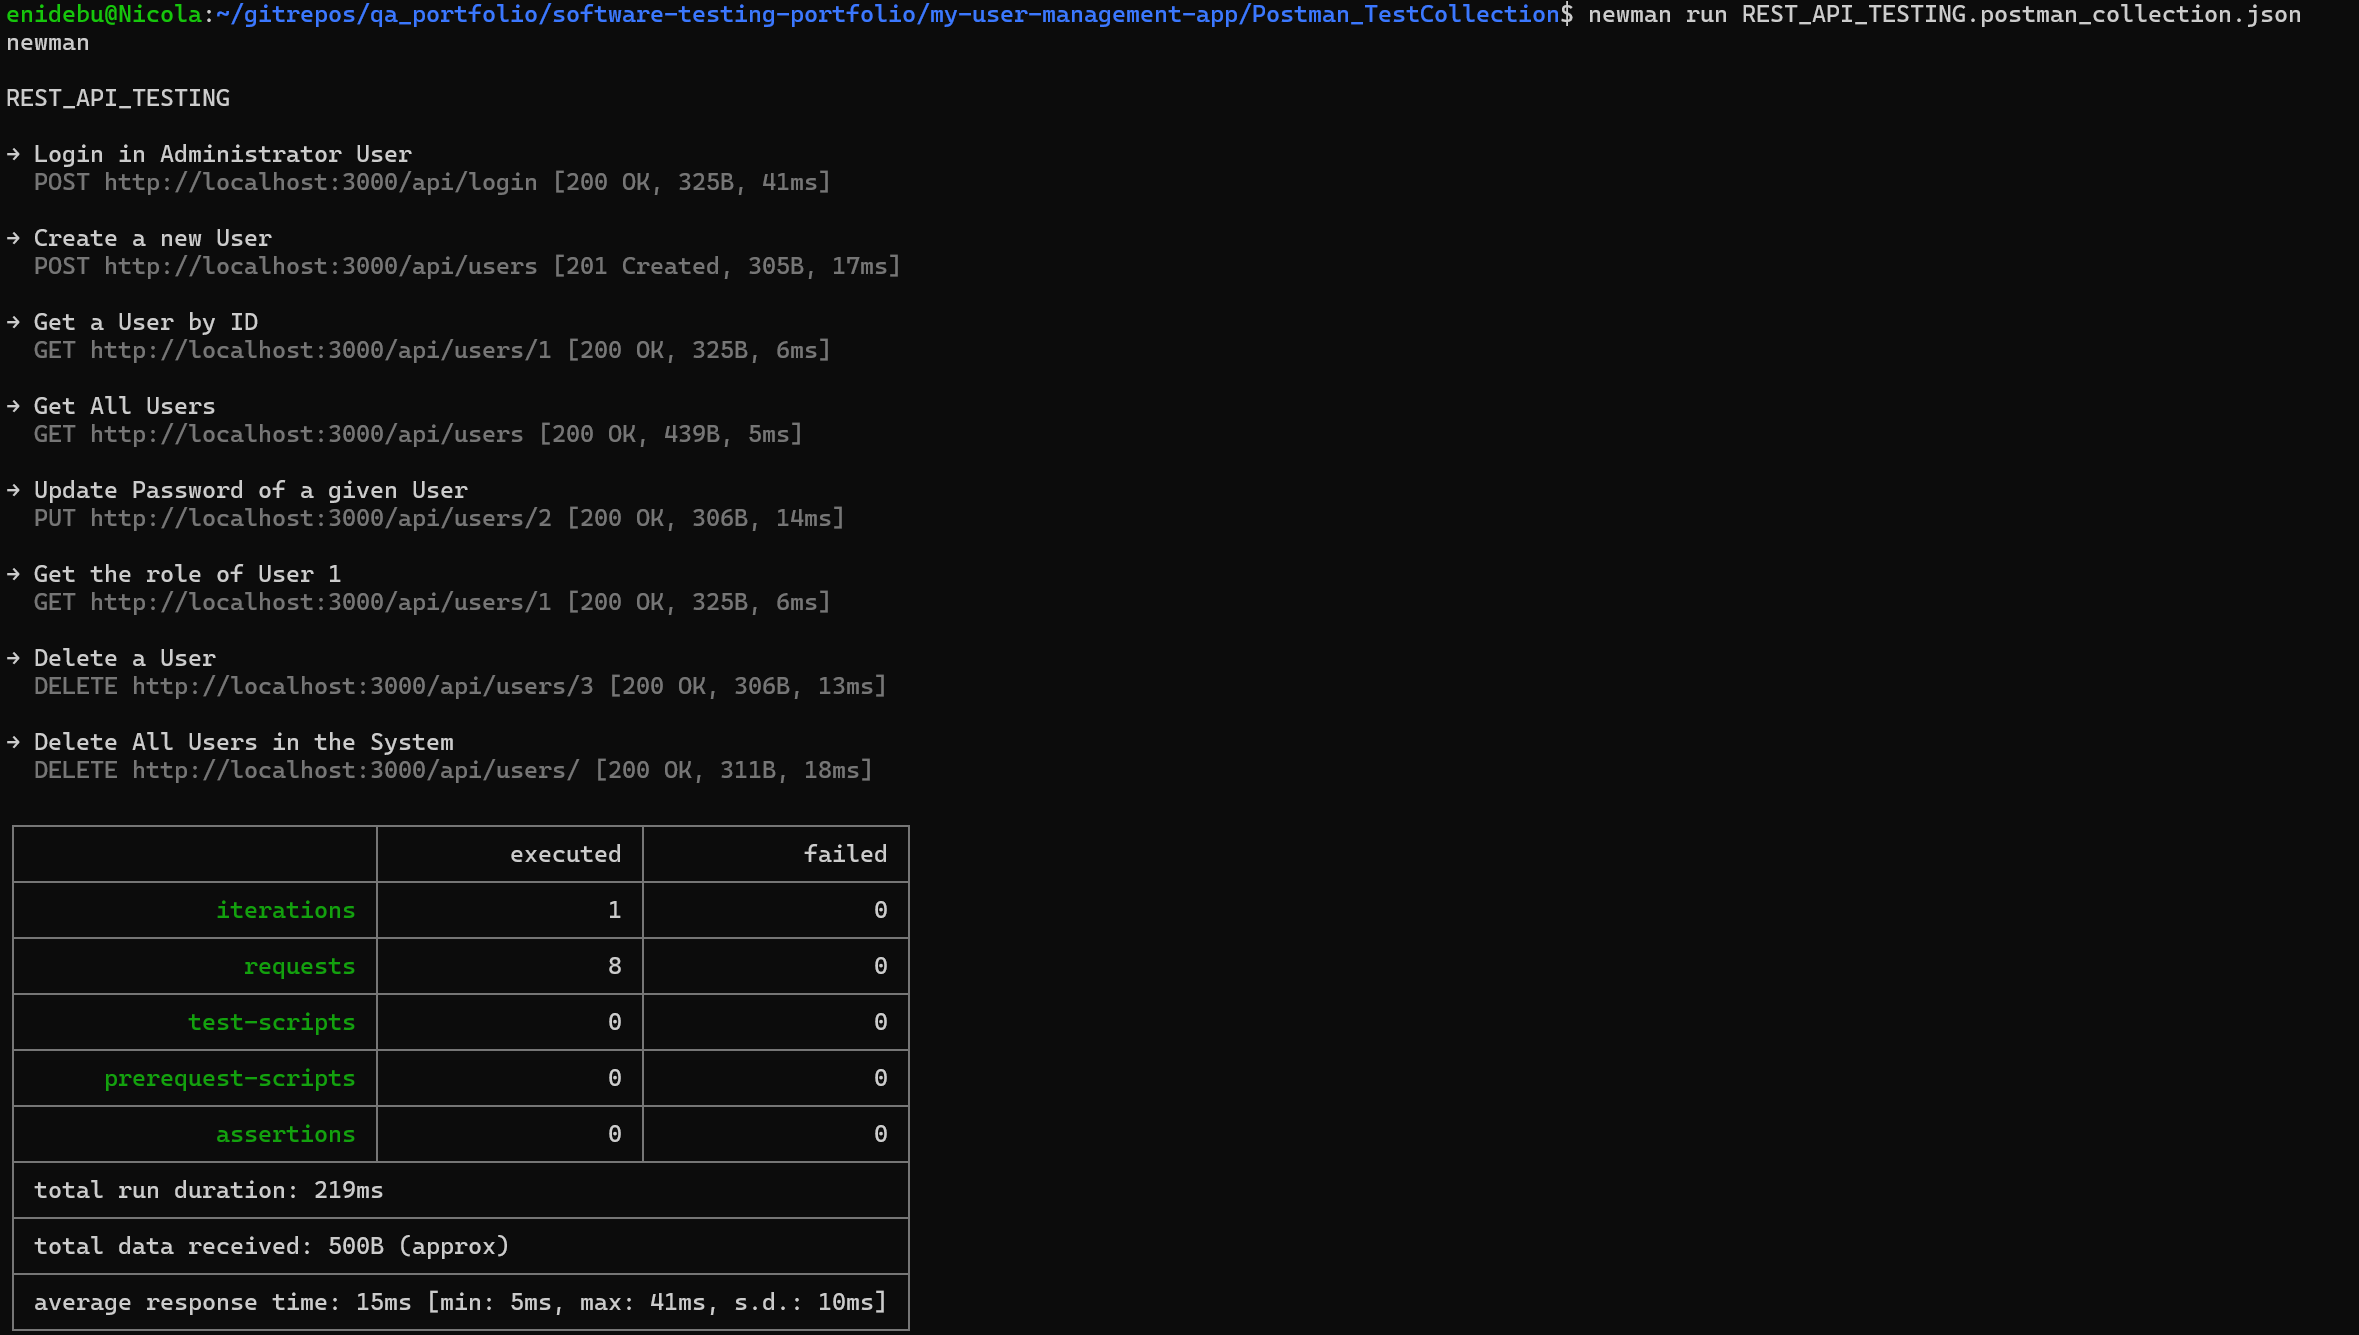 enidebu@Nicola:~/gitrepos/qa_portfolio/software-testing-portfolio/my-user-management-app/Postman_TestCollection$ newman run REST_API_TESTING.postman_collection.json
newman
REST_API_TESTING
→ Login in Administrator User
POST http://localhost:3000/api/login [200 OK, 325B, 41ms]
→ Create a new User
POST http://localhost:3000/api/users [201 Created, 305B, 17ms]
→ Get a User by ID
GET http://localhost:3000/api/users/1 [200 OK, 325B, 6ms]
→ Get All Users
GET http://localhost:3000/api/users [200 OK, 439B, 5ms]
→ Update Password of a given User
PUT http://localhost:3000/api/users/2 [200 OK, 306B, 14ms]
→ Get the role of User 1
GET http://localhost:3000/api/users/1 [200 OK, 325B, 6ms]
→ Delete a User
DELETE http://localhost:3000/api/users/3 [200 OK, 306B, 13ms]
→ Delete All Users in the System
DELETE http://localhost:3000/api/users/ [200 OK, 311B, 18ms]
executed failed
iterations 1 0
requests 8 0
test-scripts 0 0
prerequest-scripts 0 0
assertions 0 0
total run duration: 219ms
total data received: 500B (approx)
average response time: 15ms [min: 5ms, max: 41ms, s.d.: 10ms]